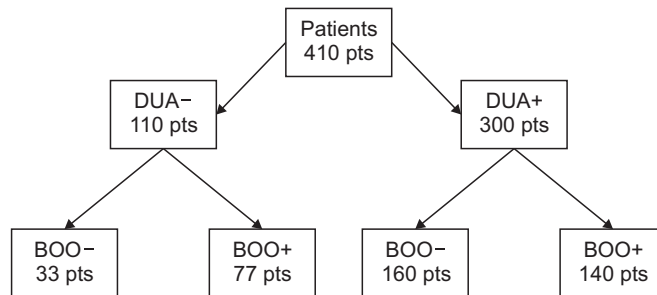 Patients
410 pts
DUA−
110 pts
DUA+
300 pts
BOO−
33 pts
BOO+
77 pts
BOO−
160 pts
BOO+
140 pts